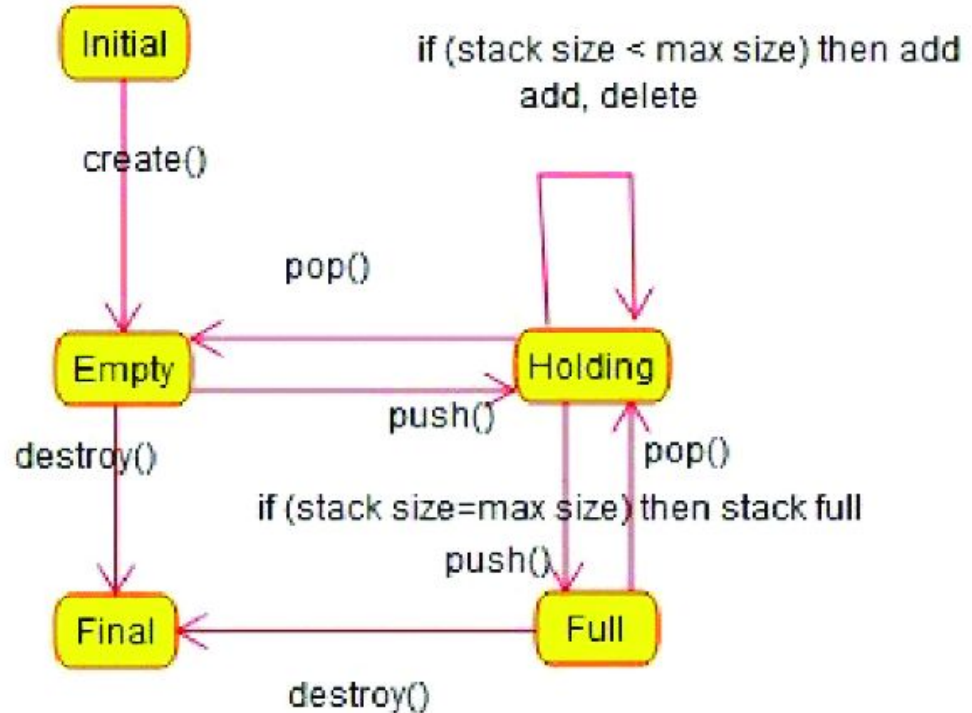 Initial
if (stack size < max size) then add
add, delete
create()
pop()
Empty
Holding
push()
destroy()
pop()
if (stack size=max size) then stack full
push()
Final
Full
destroy()